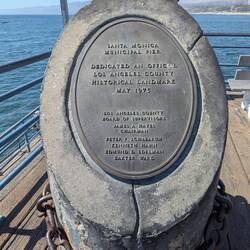 SANTA MONICA
MUNICIPAL PIER
DEDICATED AN OFFICIAL
LOS ANGELES COUNTY
HISTORICAL LANDMARK
MAY 1975
LOS ANGELES COUNTY
BOARD OF SUPERVISORS
JAMES A. HAYES
CHAIRMAN
PETER F. SCHABARUM
KENNETH HAHN
EDMUND D. EDELMAN
BAXTER WARD